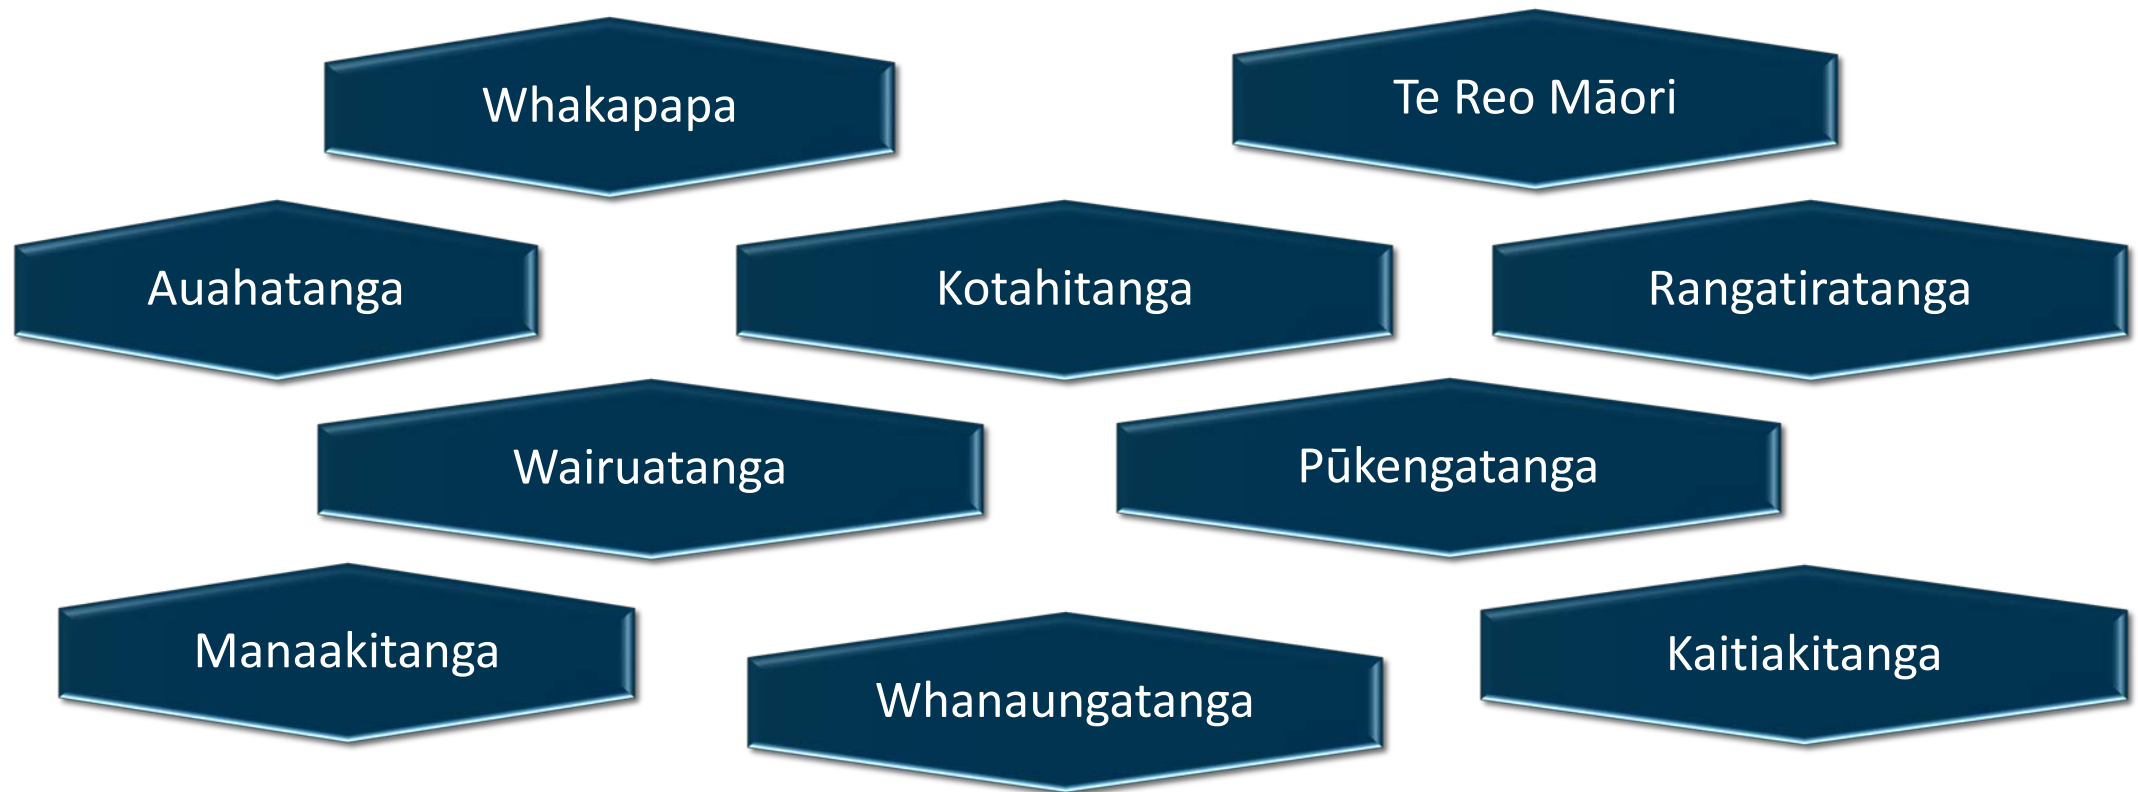 Whakapapa
Te Reo Māori
Auahatanga
Kotahitanga
Rangatiratanga
Wairuatanga
Pūkengatanga
Manaakitanga
Whanaungatanga
Kaitiakitanga